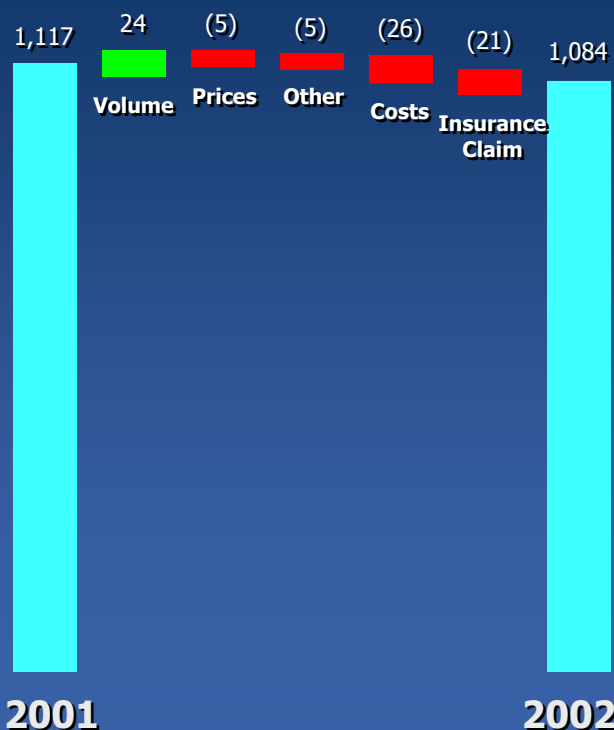 1,117
24
(5)
(5)
(26)
(21)
1,084
Volume
Prices
Other
Costs
Insurance
Claim
2001
2002